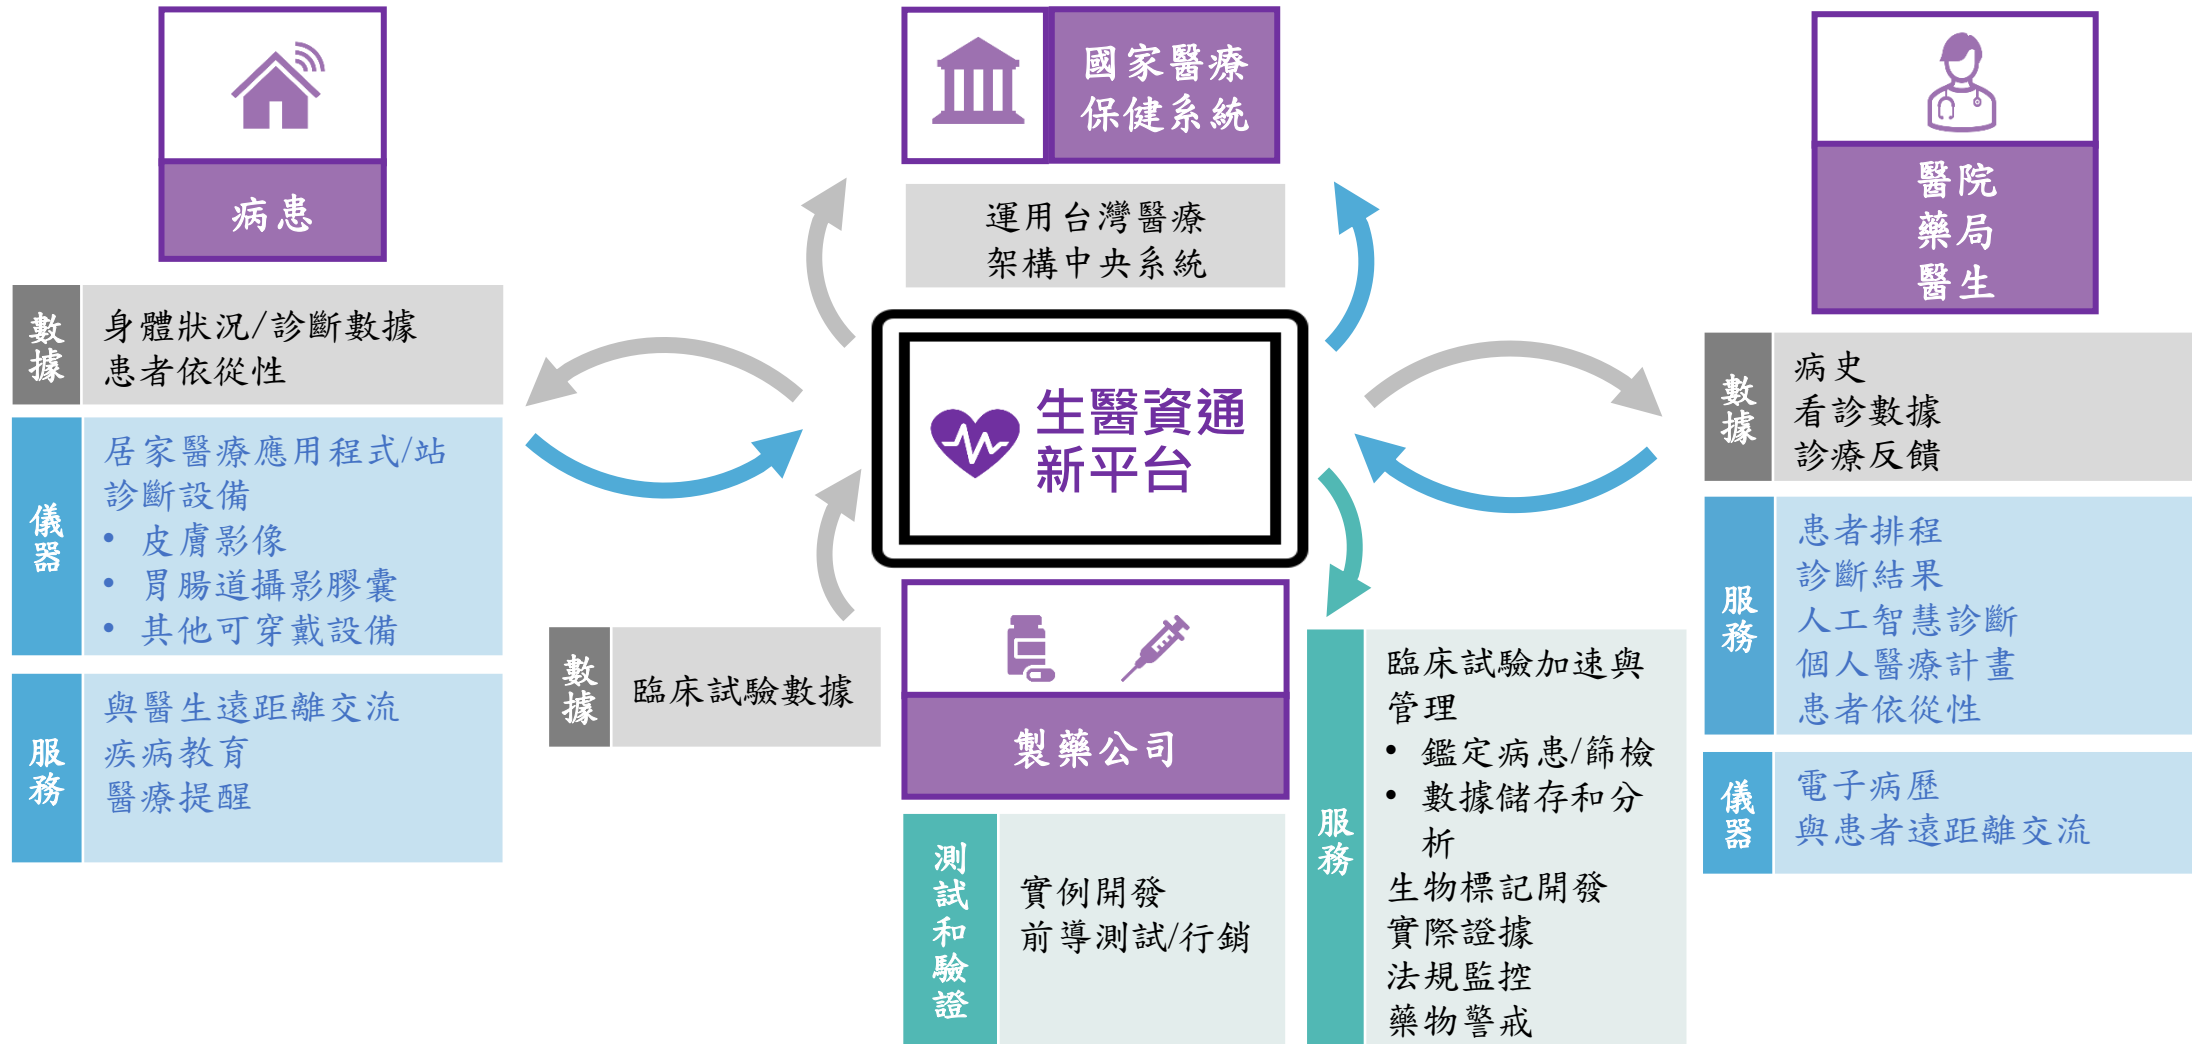 病患
數據
身體狀況/診斷數據
患者依從性
儀器
居家醫療應用程式/站
診斷設備
• 皮膚影像
• 胃腸道攝影膠囊
• 其他可穿戴設備
服務
與醫生遠距離交流
疾病教育
醫療提醒
國家醫療
保健系統
運用台灣醫療
架構中央系統
生醫資通
新平台
數據
臨床試驗數據
製藥公司
測試和驗證
實例開發
前導測試/行銷
服務
臨床試驗加速與
管理
• 鑑定病患/篩檢
• 數據儲存和分
析
生物標記開發
實際證據
法規監控
藥物警戒
醫院
藥局
醫生
數據
病史
看診數據
診療反饋
服務
患者排程
診斷結果
人工智慧診斷
個人醫療計畫
患者依從性
儀器
電子病歷
與患者遠距離交流